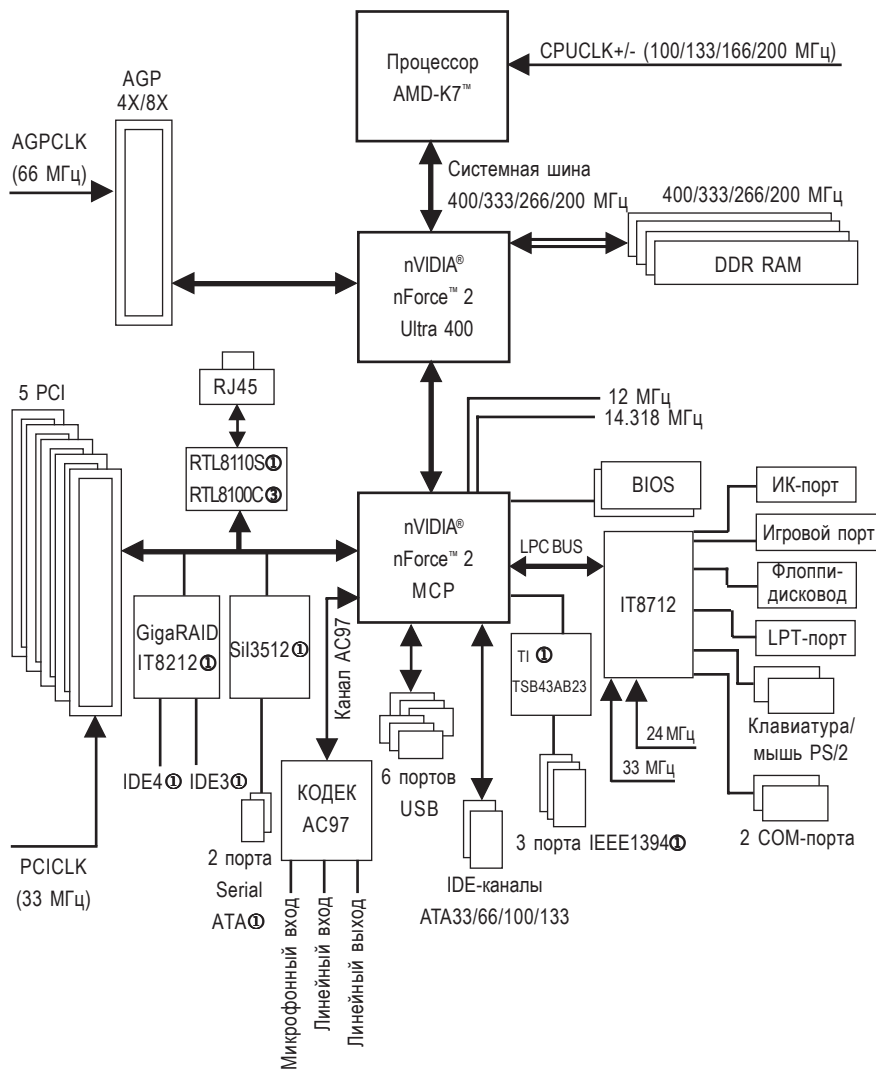 Процессор
AMD-K7™
CPUCLK+/- (100/133/166/200 МГц)
AGP
4X/8X
AGPCLK
(66 МГц)
Системная шина
400/333/266/200 МГц
400/333/266/200 МГц
DDR RAM
nVIDIA®
nForce™ 2
Ultra 400
5 PCI
RJ45
RTL8110S①
RTL8100C③
12 МГц
14.318 МГц
nVIDIA®
nForce™ 2
MCP
BIOS
LPC BUS
IT8712
ИК-порт
Игровой порт
Флоппи-
дисковод
LPT-порт
Клавиатура/
мышь PS/2
2 COM-порта
24 МГц
33 МГц
GigaRAID
IT8212①
SiI3512①
Канал AC97
TI ①
TSB43AB23
IDE4① IDE3①
КОДЕК
AC97
6 портов
USB
3 порта IEEE1394①
2 порта
Serial
ATA①
IDE-каналы
ATA33/66/100/133
PCICLK
(33 МГц)
Микрофонный вход
Линейный вход
Линейный выход